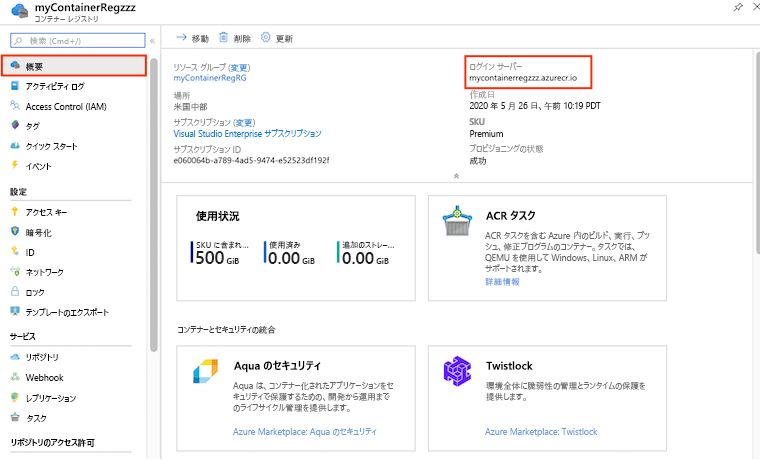 myContainerRegzzz
コンテナー レジストリ
検索 (Cmd+/)
概要
アクティビティ ログ
Access Control (IAM)
タグ
クイック スタート
イベント
設定
アクセス キー
暗号化
ID
ネットワーク
ロック
テンプレートのエクスポート
サービス
リポジトリ
Webhook
レプリケーション
タスク
リポジトリのアクセス許可
移動
削除
更新
リソース グループ (変更)
myContainerRegRG
場所
米国中部
サブスクリプション (変更)
Visual Studio Enterprise サブスクリプション
サブスクリプション ID
e060064b-a789-4ad5-9474-e52523df192f
ログイン サーバー
mycontainerregzzz.azurecr.io
作成日
2020 年 5 月 26 日、午前 10:19 PDT
SKU
Premium
プロビジョニングの状態
成功
使用状況
SKU に含まれ...
500 GiB
使用済み
0.00 GiB
追加のストレー...
0.00 GiB
ACR タスク
ACR タスクを含む Azure 内のビルド、実行、プッ
シュ、修正プログラムのコンテナー。タスクでは、
QEMU を使用して Windows、Linux、ARM が
サポートされます。
詳細情報
コンテナーとセキュリティの統合
Aqua のセキュリティ
Aqua は、コンテナー化されたアプリケーションをセ
キュリティで保護するための、開発から運用まで
のライフサイクル管理を提供します。
Azure Marketplace: Aqua のセキュリティ
Twistlock
環境全体に脆弱性の管理とランタイムの保護を
提供します。
Azure Marketplace: Twistlock